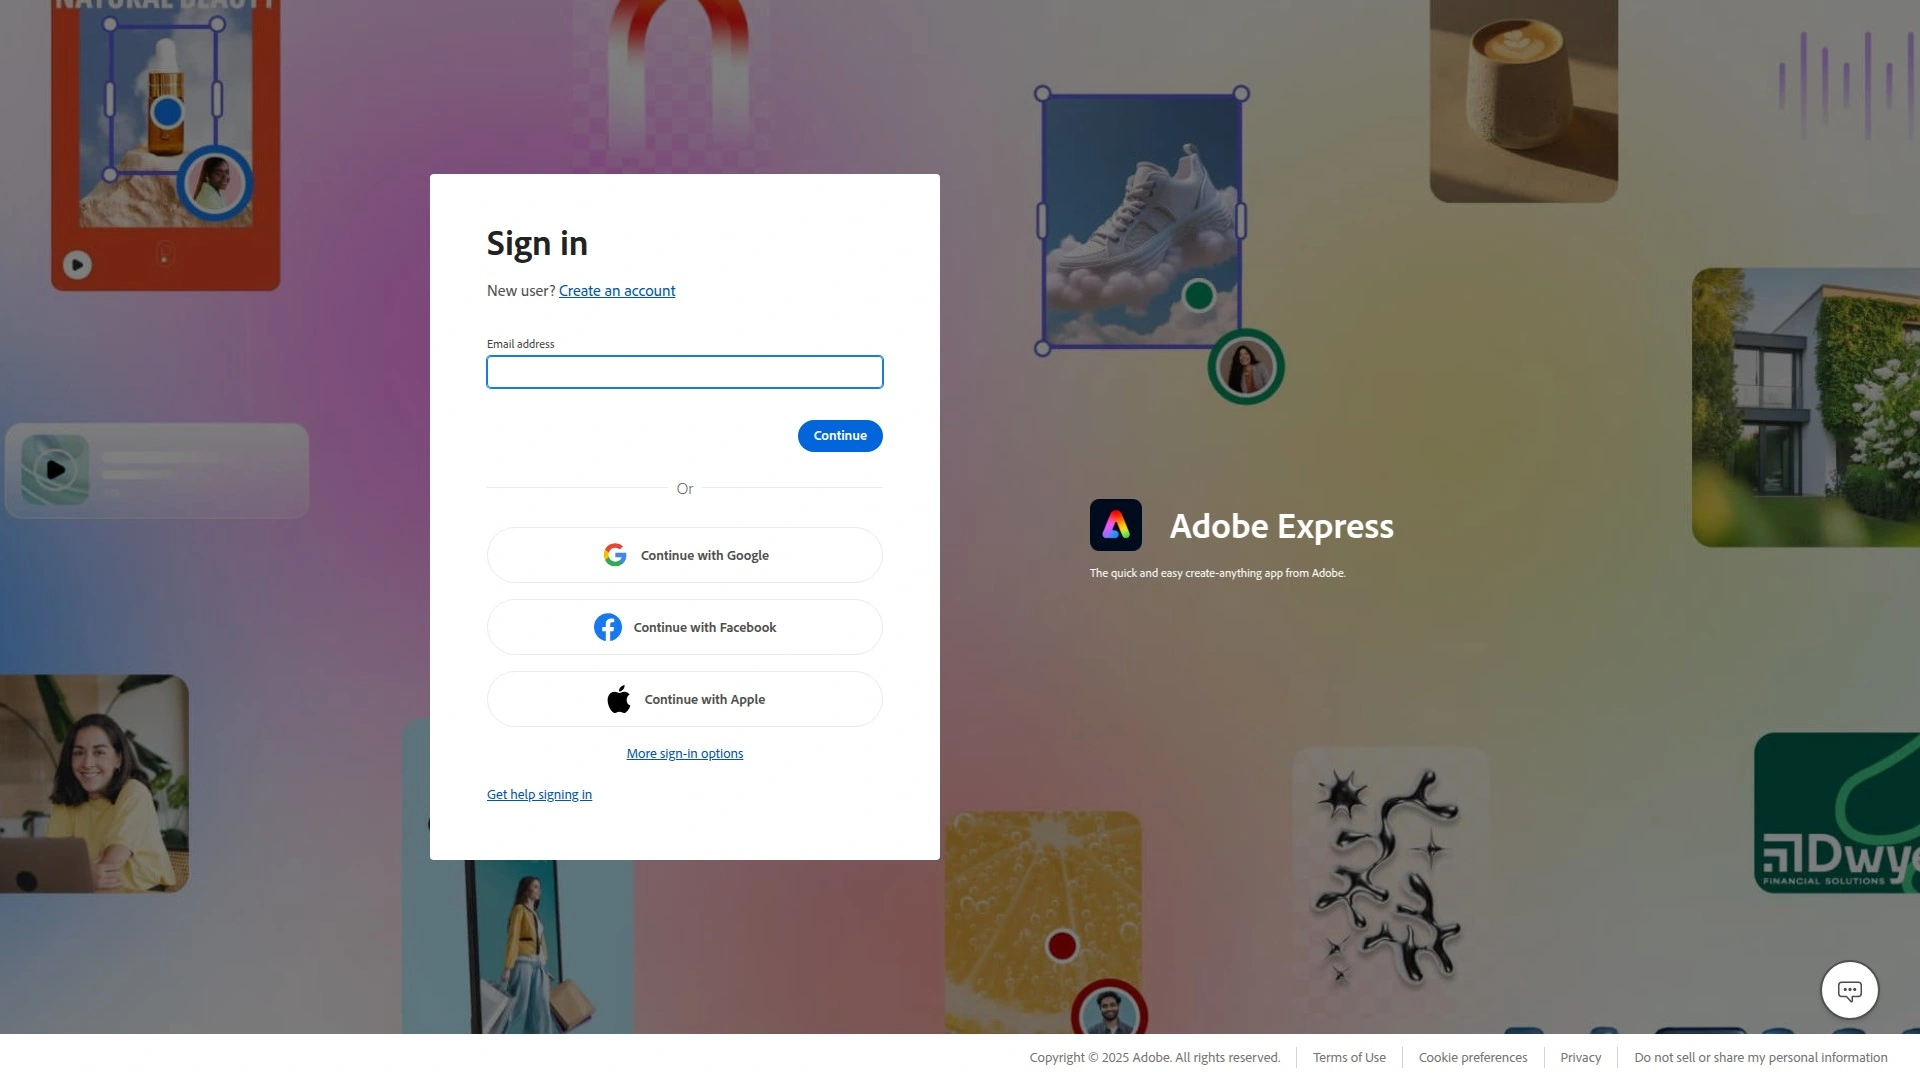 NATURAL BEAUTY
Sign in
New user? Create an account
Email address
Continue
Or
Continue with Google
Continue with Facebook
Continue with Apple
More sign-in options
Get help signing in
Adobe Express
The quick and easy create-anything app from Adobe.
Dwye
FINANCIAL SOLUTIONS
Copyright © 2025 Adobe. All rights reserved.
Terms of Use
Cookie preferences
Privacy
Do not sell or share my personal information